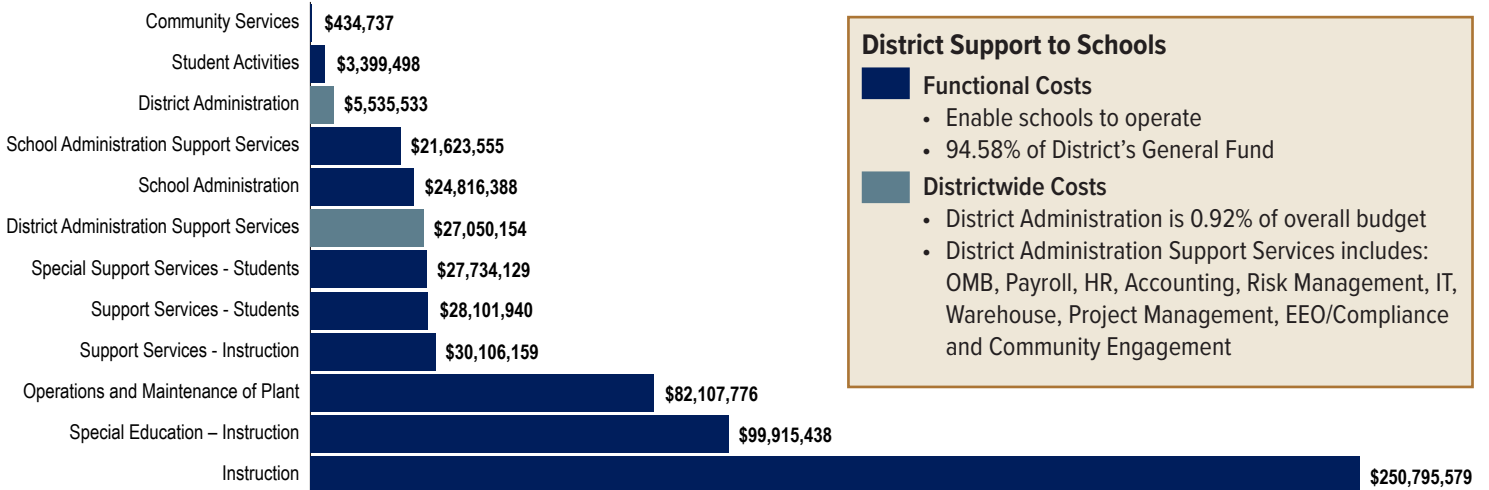 Community Services $434,737
Student Activities $3,399,498
District Administration $5,535,533
School Administration Support Services $21,623,555
School Administration $24,816,388
District Administration Support Services $27,050,154
Special Support Services - Students $27,734,129
Support Services - Students $28,101,940
Support Services - Instruction $30,106,159
Operations and Maintenance of Plant $82,107,776
Special Education – Instruction $99,915,438
Instruction $250,795,579
District Support to Schools
Functional Costs
• Enable schools to operate
• 94.58% of District’s General Fund
Districtwide Costs
• District Administration is 0.92% of overall budget
• District Administration Support Services includes:
OMB, Payroll, HR, Accounting, Risk Management, IT,
Warehouse, Project Management, EEO/Compliance
and Community Engagement